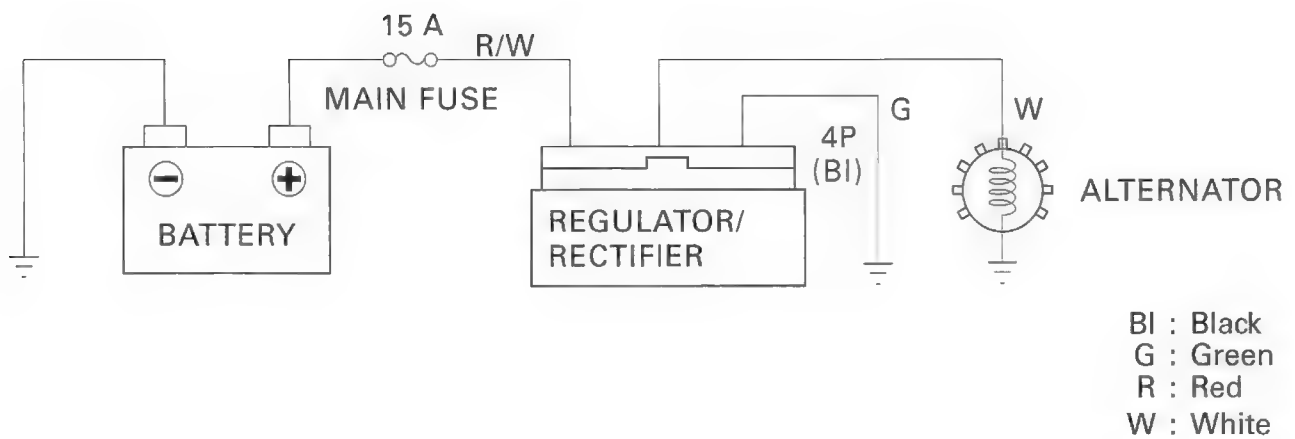 15 A
R/W
MAIN FUSE
G
W
4P
(Bl)
BATTERY
REGULATOR/
RECTIFIER
ALTERNATOR
Bl : Black
G : Green
R : Red
W : White